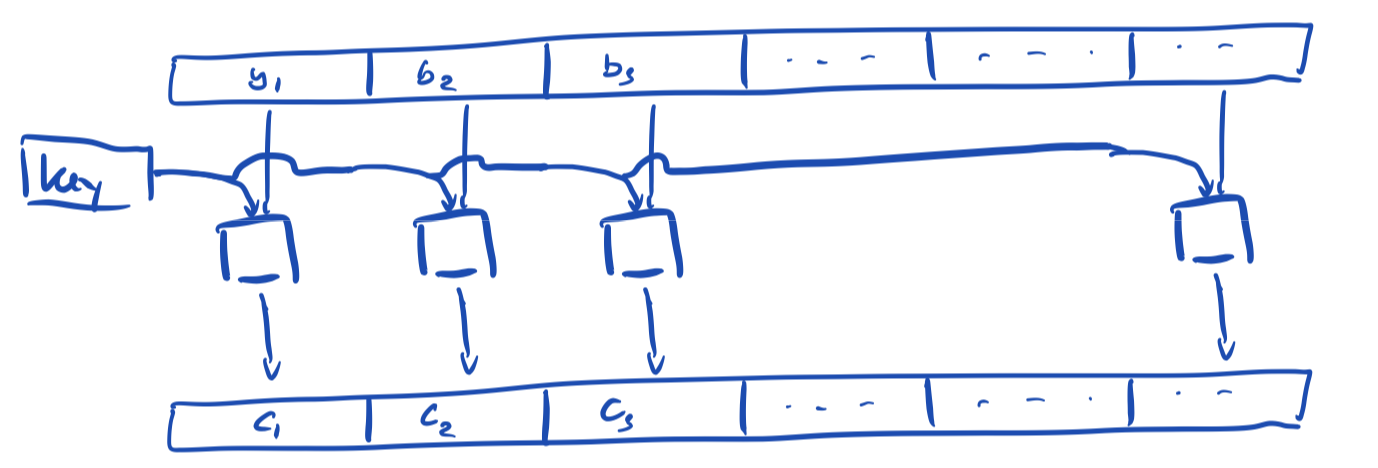 y₁ b₂ b₃ . . - - - . . -
key
c₁ c₂ c₃ . . - - - . . -